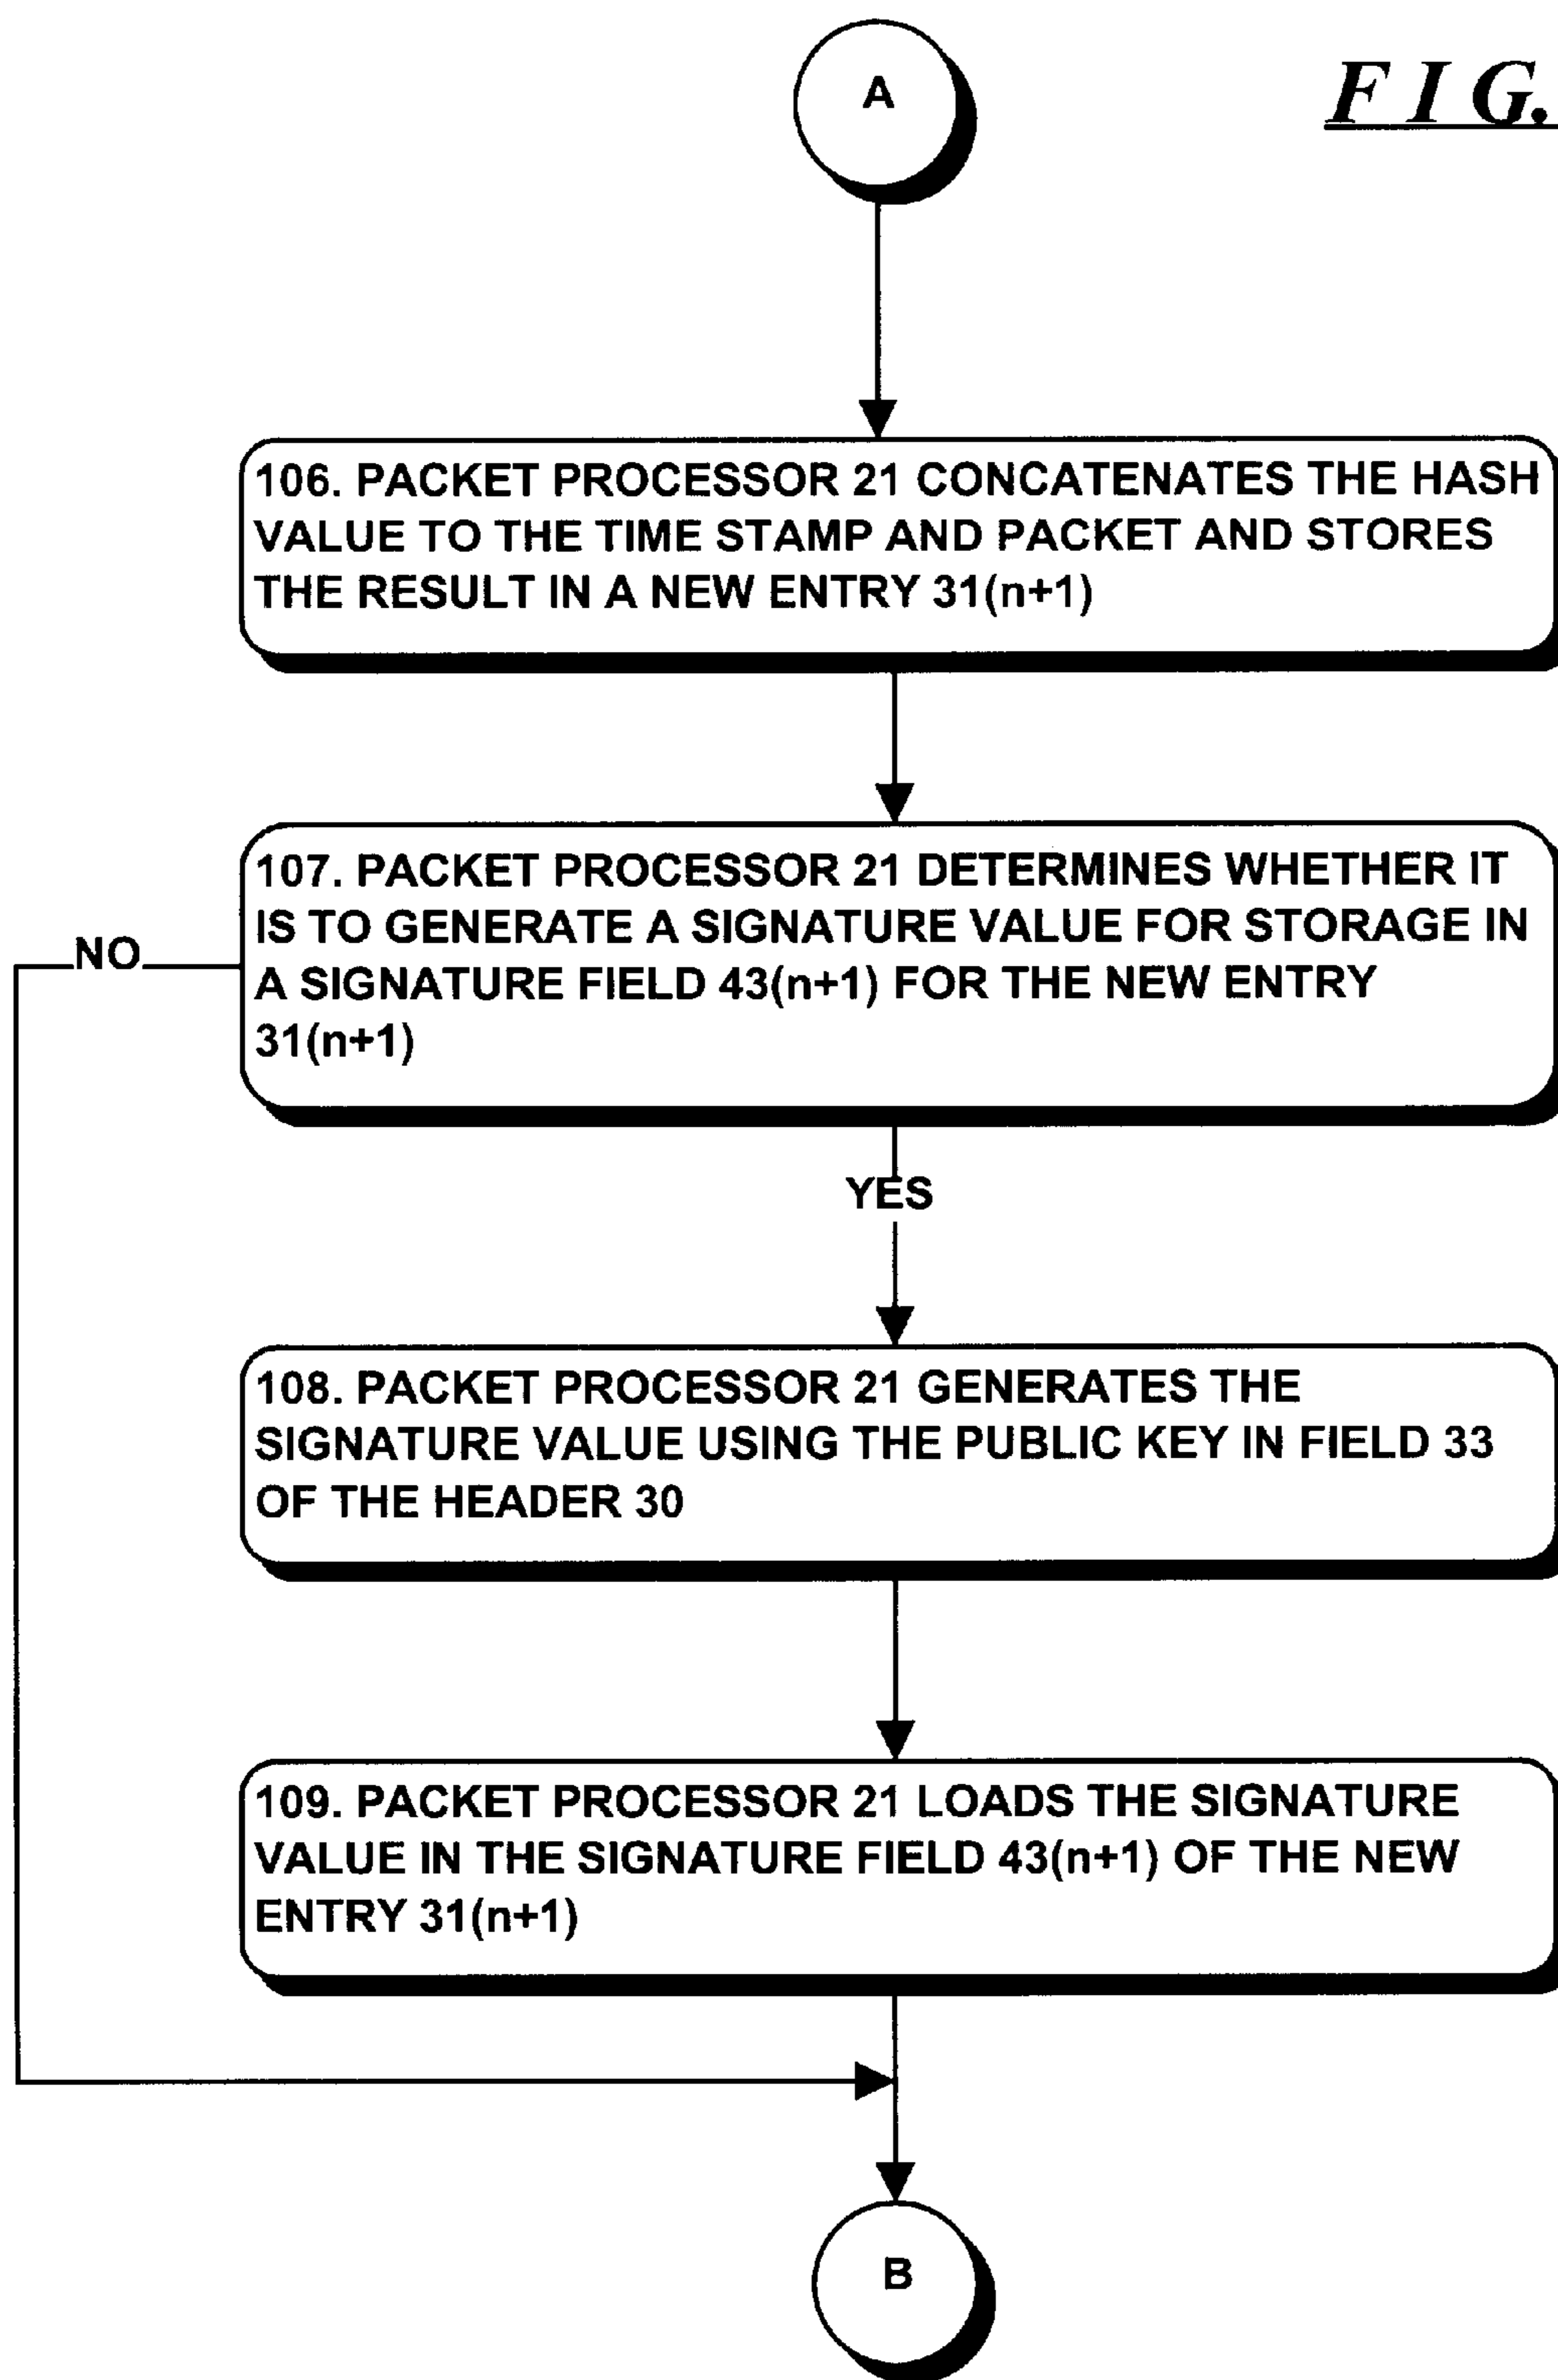 A
F I G.
106. PACKET PROCESSOR 21 CONCATENATES THE HASH
VALUE TO THE TIME STAMP AND PACKET AND STORES
THE RESULT IN A NEW ENTRY 31(n+1)
107. PACKET PROCESSOR 21 DETERMINES WHETHER IT
IS TO GENERATE A SIGNATURE VALUE FOR STORAGE IN
A SIGNATURE FIELD 43(n+1) FOR THE NEW ENTRY
31(n+1)
NO
YES
108. PACKET PROCESSOR 21 GENERATES THE
SIGNATURE VALUE USING THE PUBLIC KEY IN FIELD 33
OF THE HEADER 30
109. PACKET PROCESSOR 21 LOADS THE SIGNATURE
VALUE IN THE SIGNATURE FIELD 43(n+1) OF THE NEW
ENTRY 31(n+1)
B